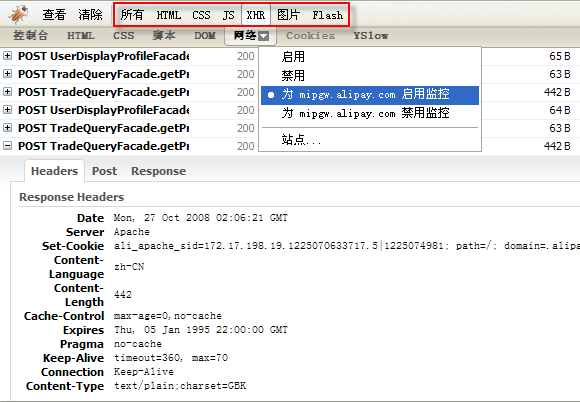 查看 清除 所有 HTML CSS JS XHR 图片 Flash
控制台 HTML CSS 脚本 DOM 网络 Cookies YSlow
POST UserDisplayProfileFacade 200 65 B
POST TradeQueryFacade.getPr 200 63 B
POST TradeQueryFacade.getPr 200 442 B
POST UserDisplayProfileFacade 200 64 B
POST TradeQueryFacade.getPr 200 63 B
POST TradeQueryFacade.getPr 200 442 B
启用
禁用
为 mipgw.alipay.com 启用监控
为 mipgw.alipay.com 禁用监控
站点...
Headers Post Response
Response Headers
Date Mon, 27 Oct 2008 02:06:21 GMT
Server Apache
Set-Cookie ali_apache_sid=172.17.198.19.1225070633717.5|1225074981; path=/; domain=.alipa
Content-Language zh-CN
Content-Length 442
Cache-Control max-age=0,no-cache
Expires Thu, 05 Jan 1995 22:00:00 GMT
Pragma no-cache
Keep-Alive timeout=360, max=70
Connection Keep-Alive
Content-Type text/plain;charset=GBK